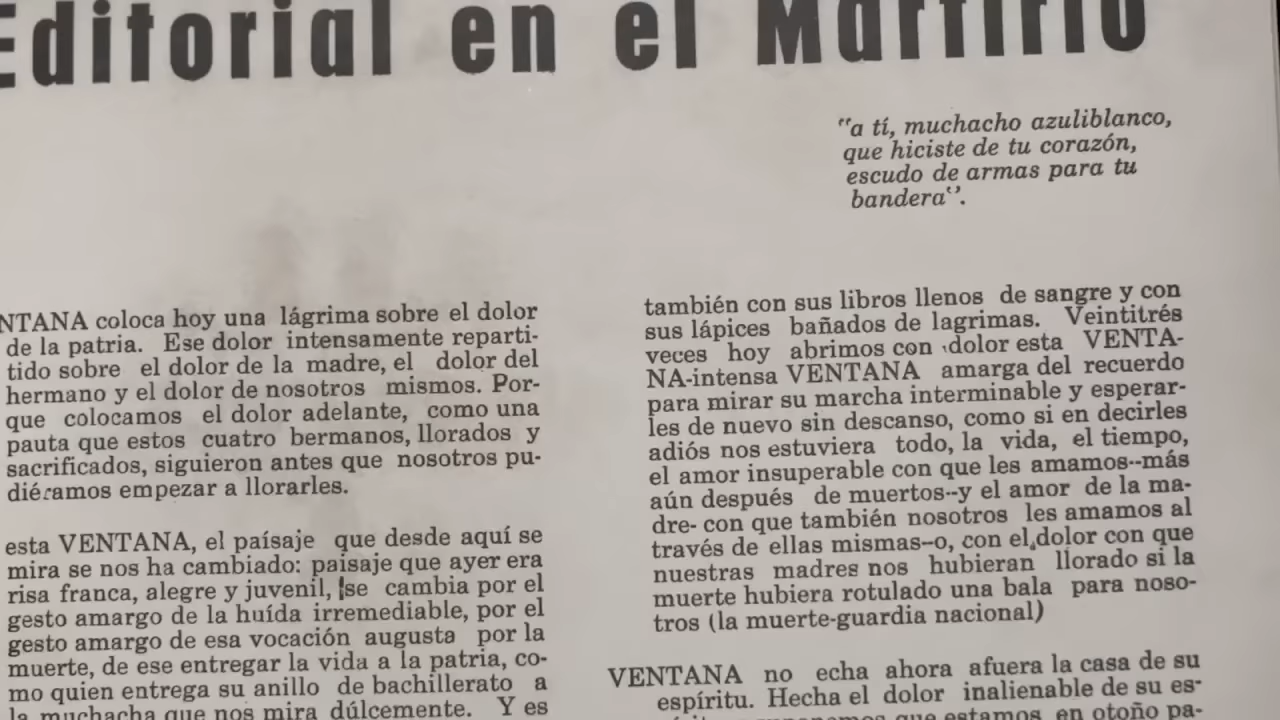 Editorial en el Martirio
"a tí, muchacho azuliblanco,
que hiciste de tu corazón,
escudo de armas para tu
bandera".
NTANA coloca hoy una lágrima sobre el dolor
de la patria. Ese dolor intensamente reparti-
tido sobre el dolor de la madre, el dolor del
hermano y el dolor de nosotros mismos. Por-
que colocamos el dolor adelante, como una
pauta que estos cuatro bermanos, llorados y
sacrificados, siguieron antes que nosotros pu-
diéramos empezar a llorarles.
esta VENTANA, el paísaje que desde aquí se
mira se nos ha cambiado: paisaje que ayer era
risa franca, alegre y juvenil, se cambia por el
gesto amargo de la huída irremediable, por el
gesto amargo de esa vocación augusta por la
muerte, de ese entregar la vida a la patria, co-
mo quien entrega su anillo de bachillerato a
la muchacha que nos mira dúlcemente. Y es
también con sus libros llenos de sangre y con
sus lápices bañados de lagrimas. Veintitrés
veces hoy abrimos con dolor esta VENTA-
NA-intensa VENTANA amarga del recuerdo
para mirar su marcha interminable y esperar-
les de nuevo sin descanso, como si en decirles
adiós nos estuviera todo, la vida, el tiempo,
el amor insuperable con que les amamos--más
aún después de muertos--y el amor de la ma-
dre- con que también nosotros les amamos al
través de ellas mismas--o, con el dolor con que
nuestras madres nos hubieran llorado si la
muerte hubiera rotulado una bala para noso-
tros (la muerte-guardia nacional)
VENTANA no echa ahora afuera la casa de su
espíritu. Hecha el dolor inalienable de su es-
que estamos en otoño pa-